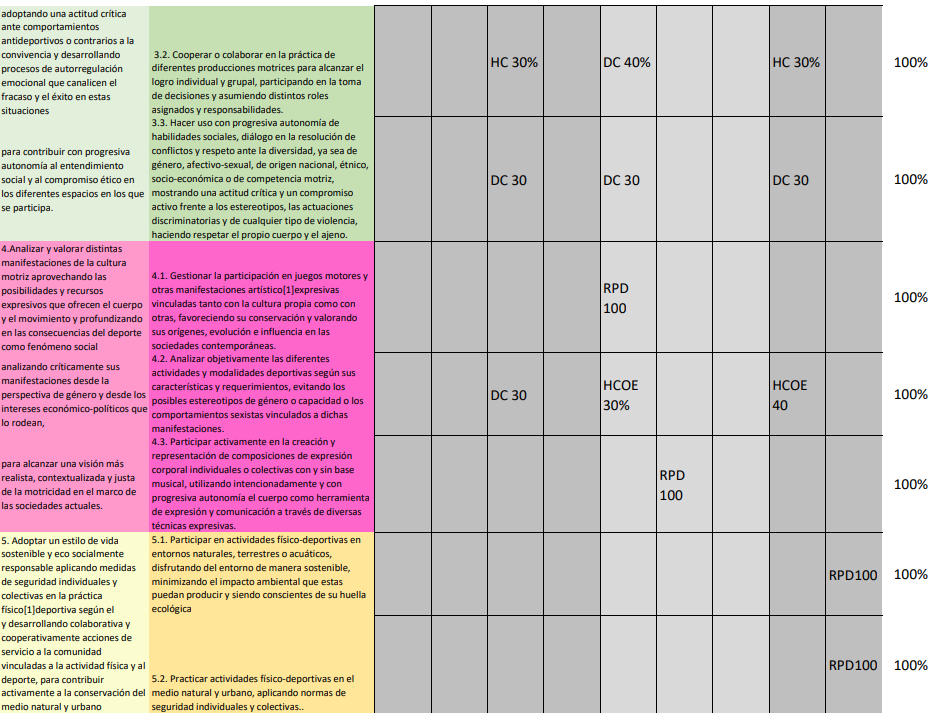 adoptando una actitud crítica
ante comportamientos
antideportivos o contrarios a la
convivencia y desarrollando
procesos de autorregulación
emocional que canalicen el
fracaso y el éxito en estas
situaciones
3.2. Cooperar o colaborar en la práctica de
diferentes producciones motrices para alcanzar el
logro individual y grupal, participando en la toma
de decisiones y asumiendo distintos roles
asignados y responsabilidades.
HC 30%
DC 40%
HC 30%
100%
para contribuir con progresiva
autonomía al entendimiento
social y al compromiso ético en
los diferentes espacios en los que
se participa.
3.3. Hacer uso con progresiva autonomía de
habilidades sociales, diálogo en la resolución de
conflictos y respeto ante la diversidad, ya sea de
género, afectivo-sexual, de origen nacional, étnico,
socio-económica o de competencia motriz,
mostrando una actitud crítica y un compromiso
activo frente a los estereotipos, las actuaciones
discriminatorias y de cualquier tipo de violencia,
haciendo respetar el propio cuerpo y el ajeno.
DC 30
DC 30
DC 30
100%
4.Analizar y valorar distintas
manifestaciones de la cultura
motriz aprovechando las
posibilidades y recursos
expresivos que ofrecen el cuerpo
y el movimiento y profundizando
en las consecuencias del deporte
como fenómeno social
4.1. Gestionar la participación en juegos motores y
otras manifestaciones artístico[1]expresivas
vinculadas tanto con la cultura propia como con
otras, favoreciendo su conservación y valorando
sus orígenes, evolución e influencia en las
sociedades contemporáneas.
RPD
100
100%
analizando críticamente sus
manifestaciones desde la
perspectiva de género y desde los
intereses económico-políticos que
lo rodean,
4.2. Analizar objetivamente las diferentes
actividades y modalidades deportivas según sus
características y requerimientos, evitando los
posibles estereotipos de género o capacidad o los
comportamientos sexistas vinculados a dichas
manifestaciones.
DC 30
HCOE
30%
HCOE
40
100%
para alcanzar una visión más
realista, contextualizada y justa
de la motricidad en el marco de
las sociedades actuales.
4.3. Participar activamente en la creación y
representación de composiciones de expresión
corporal individuales o colectivas con y sin base
musical, utilizando intencionadamente y con
progresiva autonomía el cuerpo como herramienta
de expresión y comunicación a través de diversas
técnicas expresivas.
RPD
100
100%
5. Adoptar un estilo de vida
sostenible y eco socialmente
responsable aplicando medidas
de seguridad individuales y
colectivas en la práctica
físico[1]deportiva según el
y desarrollando colaborativa y
cooperativamente acciones de
servicio a la comunidad
vinculadas a la actividad física y al
deporte, para contribuir
activamente a la conservación del
medio natural y urbano
5.1. Participar en actividades físico-deportivas en
entornos naturales, terrestres o acuáticos,
disfrutando del entorno de manera sostenible,
minimizando el impacto ambiental que estas
puedan producir y siendo conscientes de su huella
ecológica
RPD100
100%
5.2. Practicar actividades físico-deportivas en el
medio natural y urbano, aplicando normas de
seguridad individuales y colectivas..
RPD100
100%